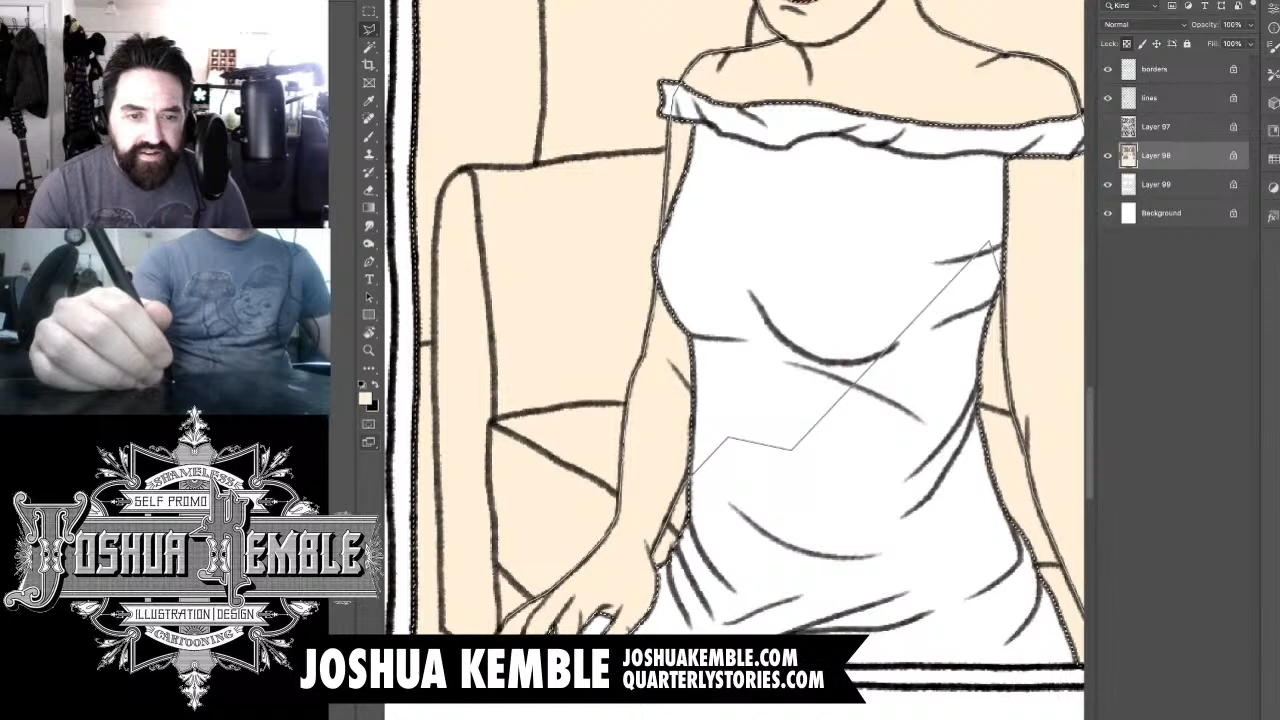 Kind
Normal
Opacity: 100%
Lock:
Fill: 100%
borders
lines
Layer 97
Layer 98
Layer 99
Background
SHAMELESS
SELF PROMO
JOSHUA KEMBLE
ILLUSTRATION|DESIGN
CARTOONING
JOSHUA KEMBLE
JOSHUAKEMBLE.COM
QUARTERLYSTORIES.COM